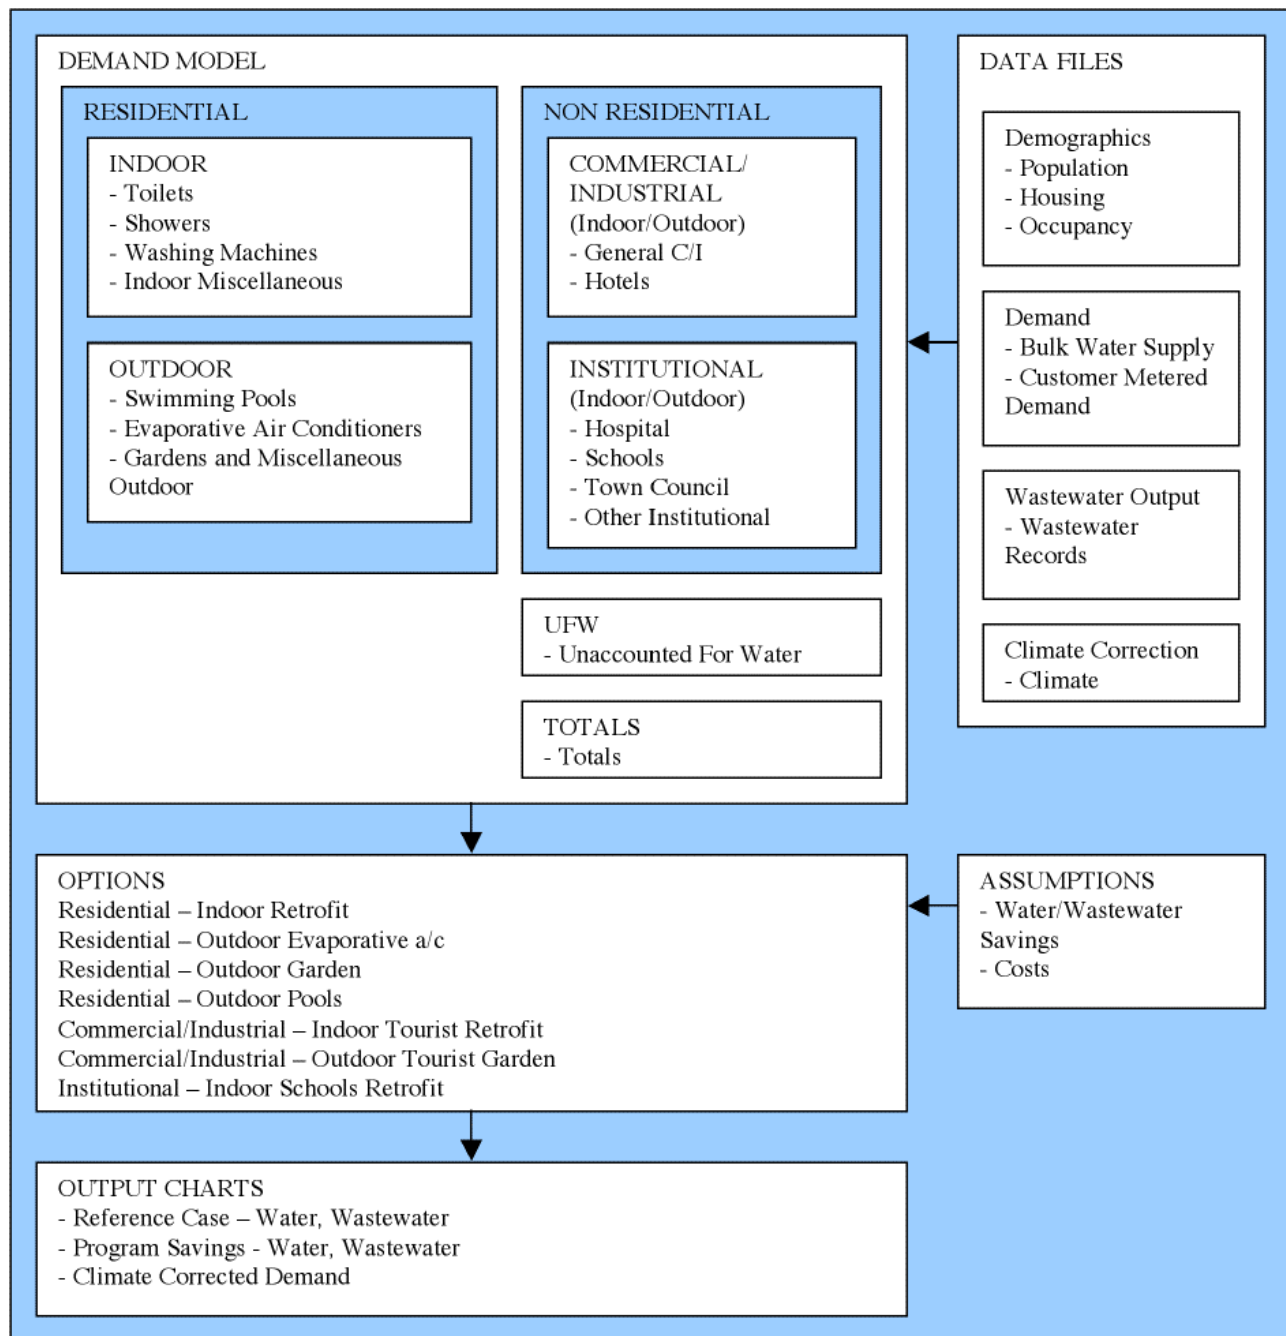 DEMAND MODEL
RESIDENTIAL
INDOOR
- Toilets
- Showers
- Washing Machines
- Indoor Miscellaneous
OUTDOOR
- Swimming Pools
- Evaporative Air Conditioners
- Gardens and Miscellaneous
Outdoor
NON RESIDENTIAL
COMMERCIAL/
INDUSTRIAL
(Indoor/Outdoor)
- General C/I
- Hotels
INSTITUTIONAL
(Indoor/Outdoor)
- Hospital
- Schools
- Town Council
- Other Institutional
UFW
- Unaccounted For Water
TOTALS
- Totals
DATA FILES
Demographics
- Population
- Housing
- Occupancy
Demand
- Bulk Water Supply
- Customer Metered
Demand
Wastewater Output
- Wastewater
Records
Climate Correction
- Climate
OPTIONS
Residential – Indoor Retrofit
Residential – Outdoor Evaporative a/c
Residential – Outdoor Garden
Residential – Outdoor Pools
Commercial/Industrial – Indoor Tourist Retrofit
Commercial/Industrial – Outdoor Tourist Garden
Institutional – Indoor Schools Retrofit
ASSUMPTIONS
- Water/Wastewater
Savings
- Costs
OUTPUT CHARTS
- Reference Case – Water, Wastewater
- Program Savings - Water, Wastewater
- Climate Corrected Demand